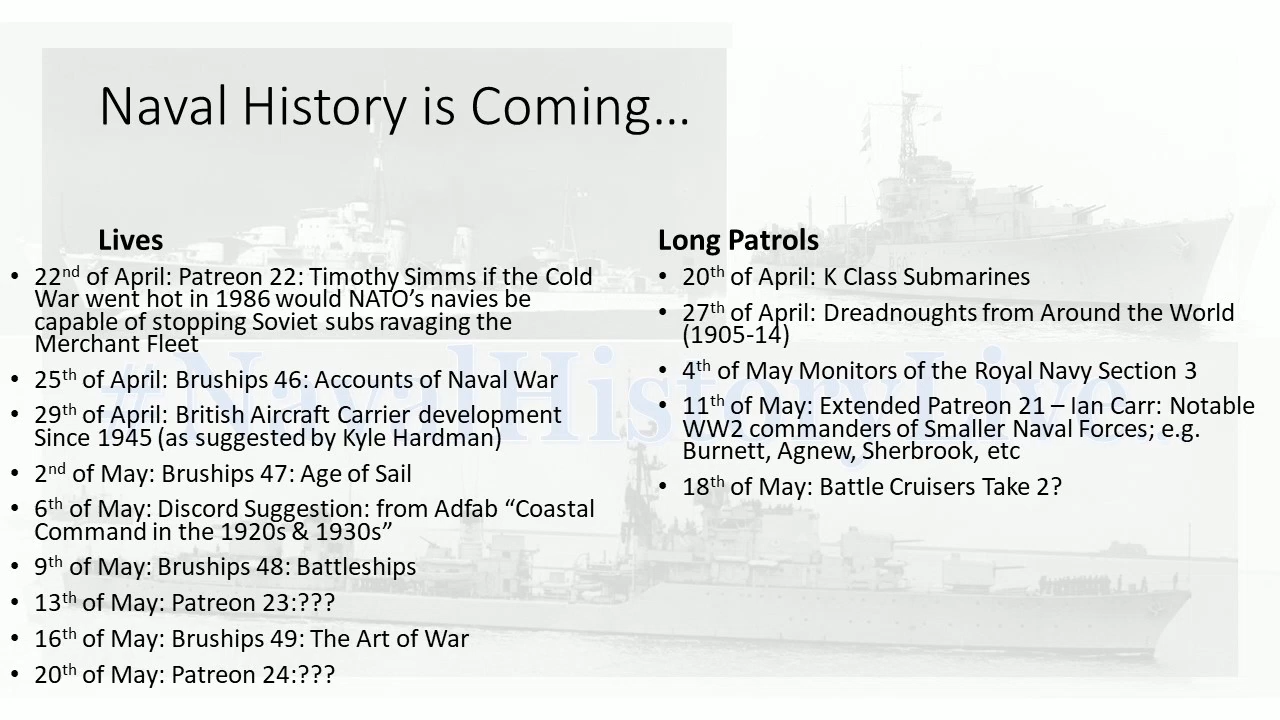 Naval History is Coming...
Lives
• 22nd of April: Patreon 22: Timothy Simms if the Cold
War went hot in 1986 would NATO's navies be
capable of stopping Soviet subs ravaging the
Merchant Fleet
• 25th of April: Bruships 46: Accounts of Naval War
• 29th of April: British Aircraft Carrier development
Since 1945 (as suggested by Kyle Hardman)
• 2nd of May: Bruships 47: Age of Sail
• 6th of May: Discord Suggestion: from Adfab “Coastal
Command in the 1920s & 1930s”
• 9th of May: Bruships 48: Battleships
• 13th of May: Patreon 23:???
• 16th of May: Bruships 49: The Art of War
• 20th of May: Patreon 24:???
Long Patrols
• 20th of April: K Class Submarines
• 27th of April: Dreadnoughts from Around the World
(1905-14)
• 4th of May Monitors of the Royal Navy Section 3
• 11th of May: Extended Patreon 21 – Ian Carr: Notable
WW2 commanders of Smaller Naval Forces; e.g.
Burnett, Agnew, Sherbrook, etc
• 18th of May: Battle Cruisers Take 2?
#NavalHistoryLive...